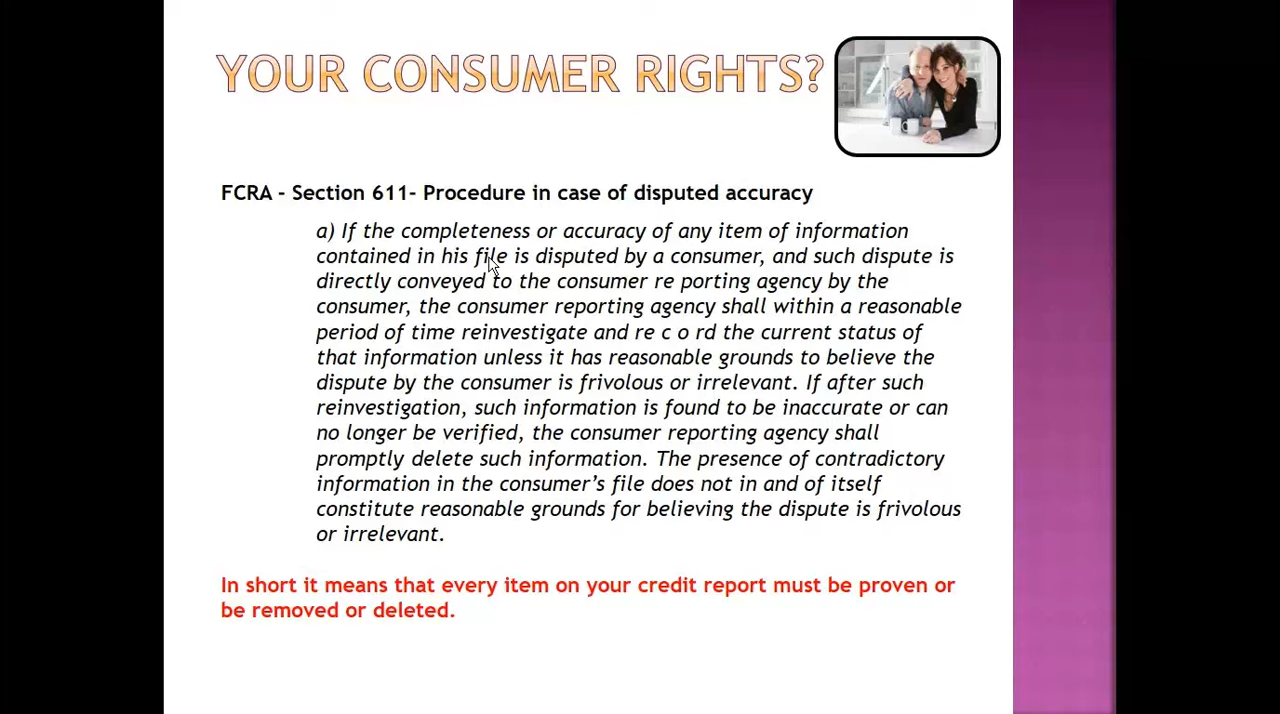 YOUR CONSUMER RIGHTS?
FCRA - Section 611- Procedure in case of disputed accuracy
a) If the completeness or accuracy of any item of information
contained in his file is disputed by a consumer, and such dispute is
directly conveyed to the consumer re porting agency by the
consumer, the consumer reporting agency shall within a reasonable
period of time reinvestigate and re c o rd the current status of
that information unless it has reasonable grounds to believe the
dispute by the consumer is frivolous or irrelevant. If after such
reinvestigation, such information is found to be inaccurate or can
no longer be verified, the consumer reporting agency shall
promptly delete such information. The presence of contradictory
information in the consumer’s file does not in and of itself
constitute reasonable grounds for believing the dispute is frivolous
or irrelevant.
In short it means that every item on your credit report must be proven or
be removed or deleted.